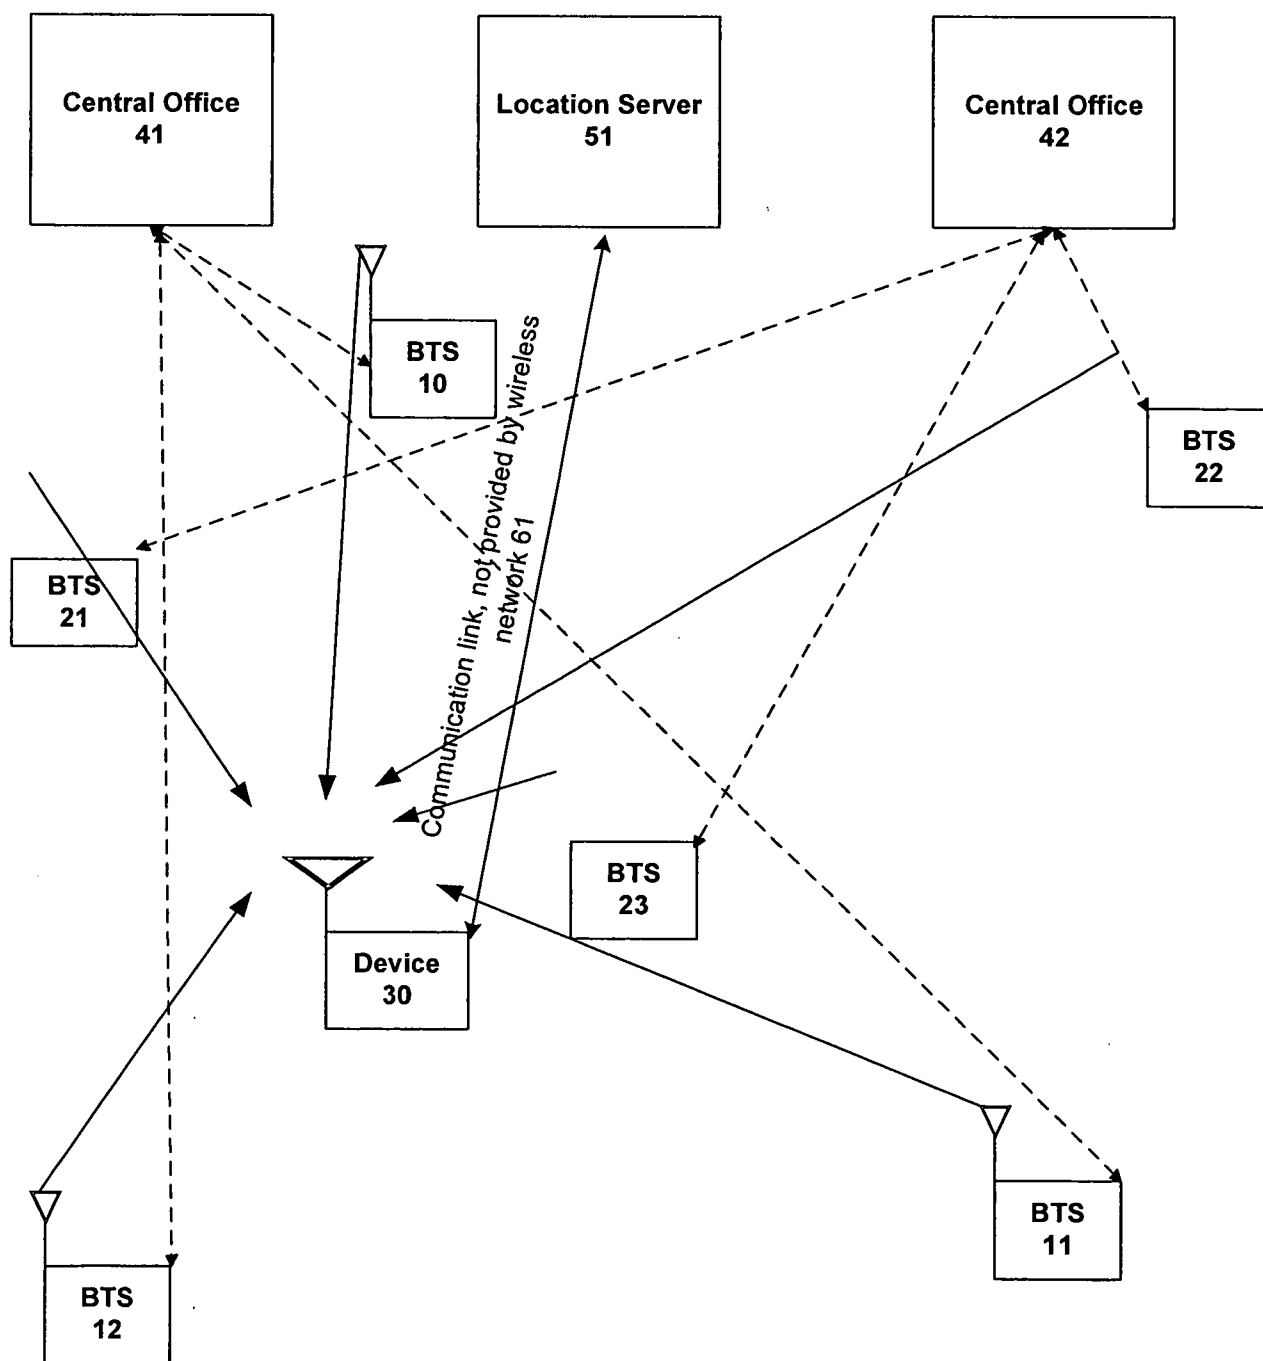 Central Office
41
Location Server
51
Central Office
42
BTS
10
Communication link, not provided by wireless
network 61
BTS
22
BTS
21
BTS
23
Device
30
BTS
11
BTS
12